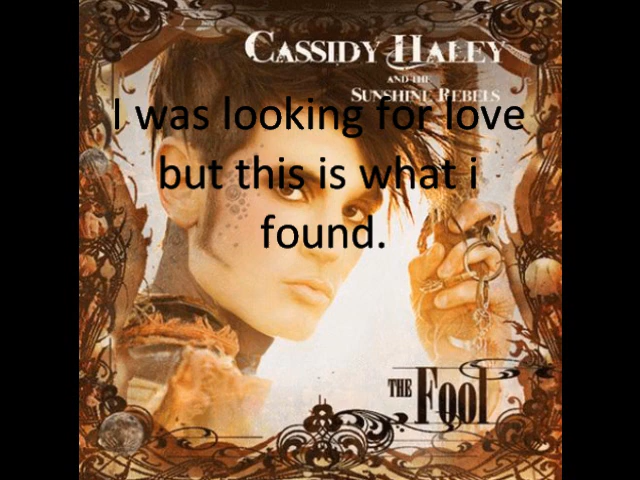 CASSIDY HALEY
AND THE
SUNSHINE REBELS
I was looking for love
but this is what i
found.
THE FOOL